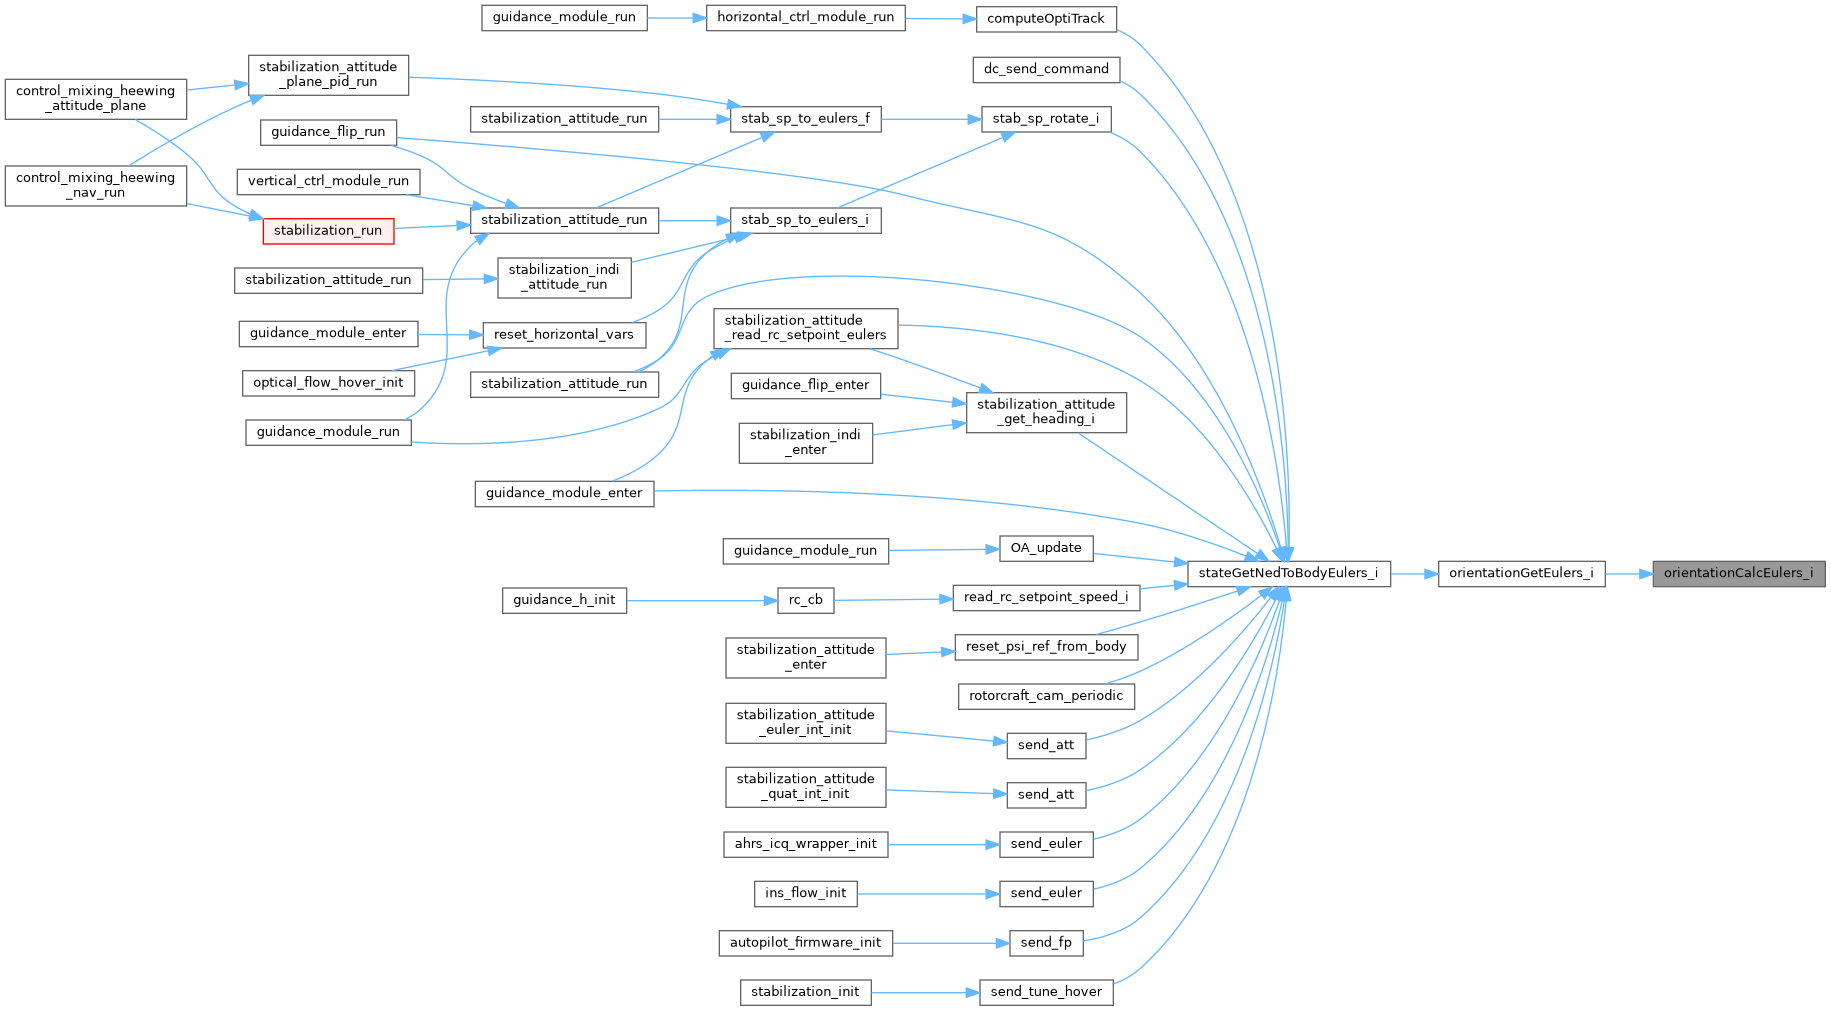 guidance_module_run
horizontal_ctrl_module_run
computeOptiTrack
stabilization_attitude
_plane_pid_run
dc_send_command
control_mixing_heewing
_attitude_plane
stabilization_attitude_run
stab_sp_to_eulers_f
stab_sp_rotate_i
guidance_flip_run
control_mixing_heewing
_nav_run
vertical_ctrl_module_run
stabilization_run
stabilization_attitude_run
stab_sp_to_eulers_i
stabilization_attitude_run
stabilization_indi
_attitude_run
guidance_module_enter
reset_horizontal_vars
stabilization_attitude
_read_rc_setpoint_eulers
optical_flow_hover_init
stabilization_attitude_run
guidance_flip_enter
stabilization_attitude
_get_heading_i
guidance_module_run
stabilization_indi
_enter
guidance_module_enter
guidance_module_run
OA_update
stateGetNedToBodyEulers_i
orientationGetEulers_i
orientationCalcEulers_i
guidance_h_init
rc_cb
read_rc_setpoint_speed_i
stabilization_attitude
_enter
reset_psi_ref_from_body
rotorcraft_cam_periodic
stabilization_attitude
_euler_int_init
send_att
stabilization_attitude
_quat_int_init
send_att
ahrs_icq_wrapper_init
send_euler
ins_flow_init
send_euler
autopilot_firmware_init
send_fp
stabilization_init
send_tune_hover